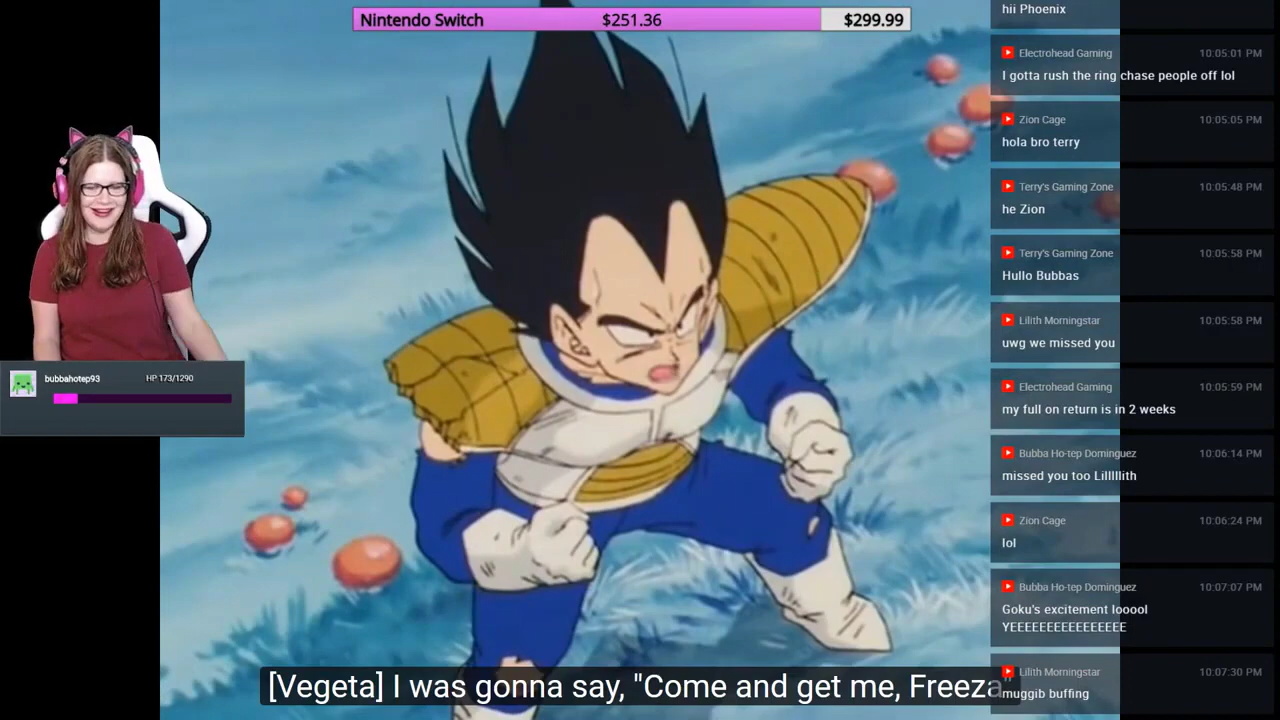 Nintendo Switch $251.36 $299.99
bubbahotep93 HP 173/1290
[Vegeta] I was gonna say, "Come and get me, Freeza"
hii Phoenix
Electrohead Gaming 10:05:01 PM
I gotta rush the ring chase people off lol
Zion Cage 10:05:05 PM
hola bro terry
Terry's Gaming Zone 10:05:48 PM
he Zion
Terry's Gaming Zone 10:05:58 PM
Hullo Bubbas
Lilith Morningstar 10:05:58 PM
uwg we missed you
Electrohead Gaming 10:05:59 PM
my full on return is in 2 weeks
Bubba Ho-tep Dominguez 10:06:14 PM
missed you too Lilllllith
Zion Cage 10:06:24 PM
lol
Bubba Ho-tep Dominguez 10:07:07 PM
Goku's excitement looool
YEEEEEEEEEEEEEEEE
Lilith Morningstar 10:07:30 PM
muggib buffing